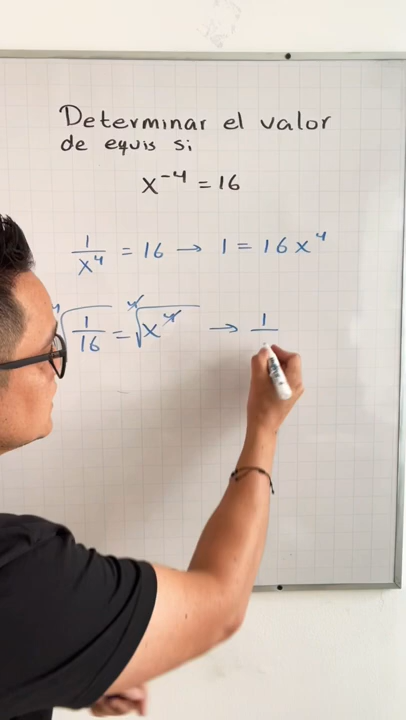 Determinar el valor
de equis si
x⁻⁴ = 16
1/x⁴ = 16 → 1 = 16x⁴
⁴√(1/16) = ⁴√(x⁴) → 1/